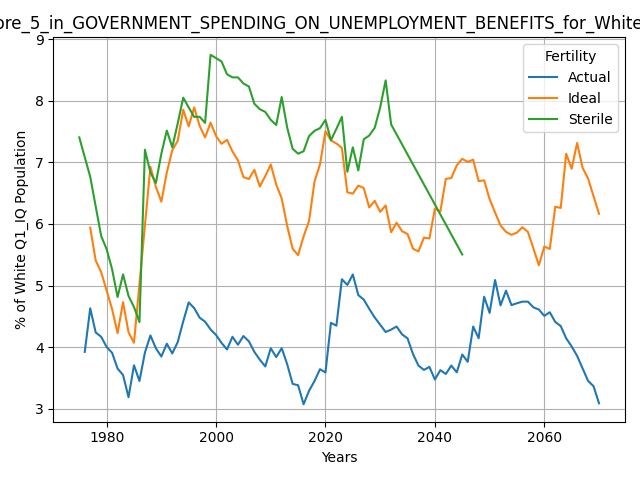 ore_5_in_GOVERNMENT_SPENDING_ON_UNEMPLOYMENT_BENEFITS_for_White
Fertility
Actual
Ideal
Sterile
% of White Q1_IQ Population
9
8
7
6
5
4
3
1980 2000 2020 2040 2060
Years